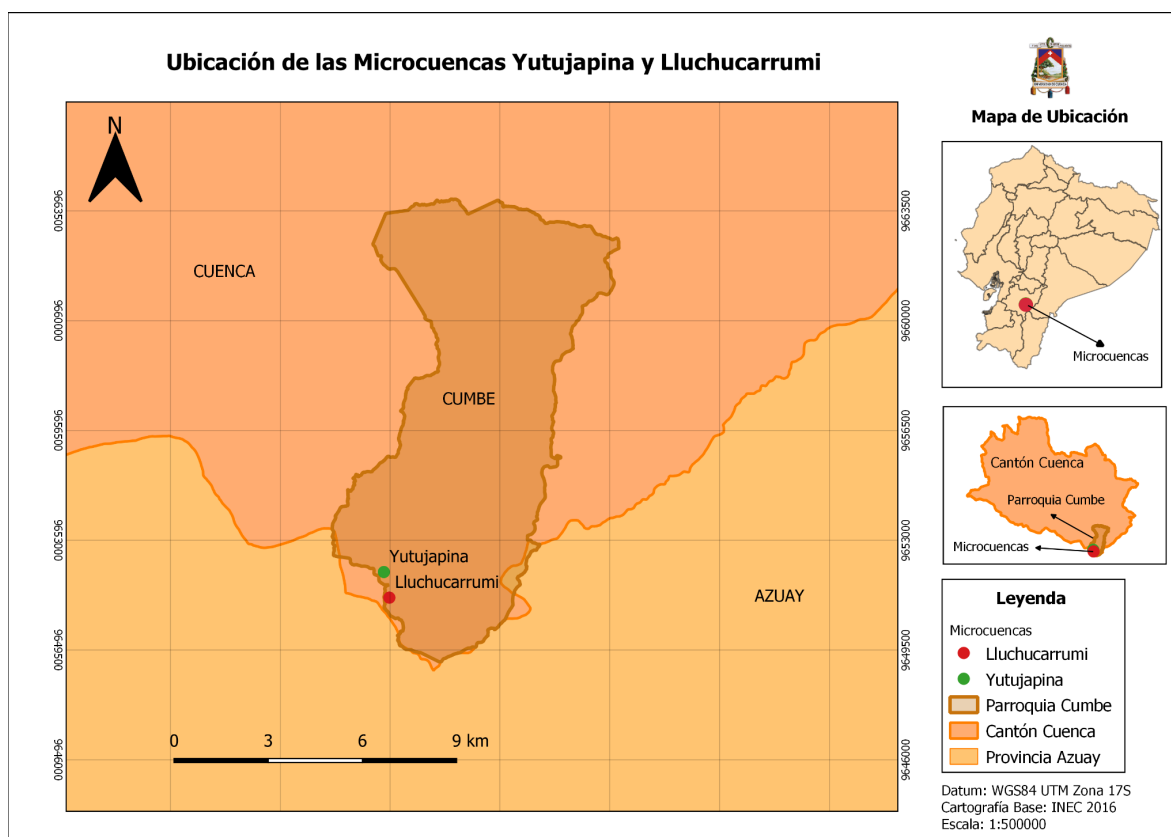 Ubicación de las Microcuencas Yutujapina y Lluchucarrumi
N
CUENCA
CUMBE
Yutujapina
Lluchucarrumi
AZUAY
0 3 6 9 km
9663500
9660000
9656500
9653000
9649500
9646000
9663500
9660000
9656500
9653000
9649500
9646000
Mapa de Ubicación
Microcuencas
Cantón Cuenca
Parroquia Cumbe
Microcuencas
Leyenda
Microcuencas
Lluchucarrumi
Yutujapina
Parroquia Cumbe
Cantón Cuenca
Provincia Azuay
Datum: WGS84 UTM Zona 17S
Cartografía Base: INEC 2016
Escala: 1:500000